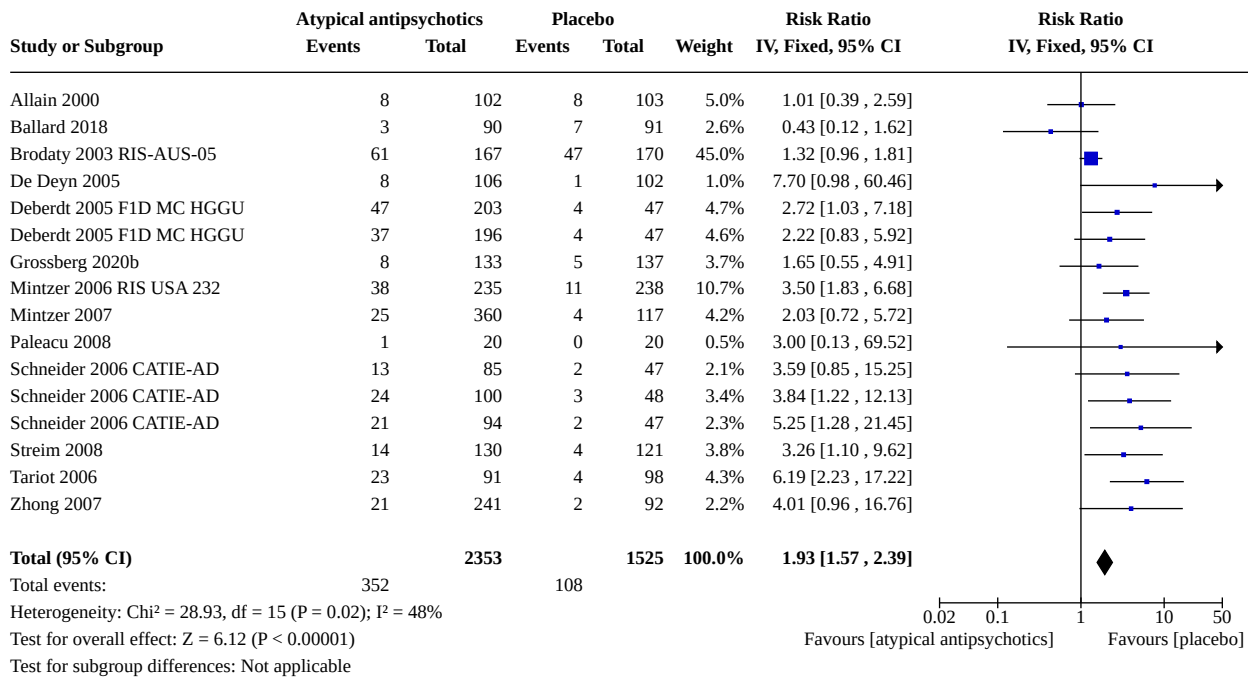 Atypical antipsychotics Placebo Risk Ratio Risk Ratio
Study or Subgroup Events Total Events Total Weight IV, Fixed, 95% CI IV, Fixed, 95% CI
Allain 2000 8 102 8 103 5.0% 1.01 [0.39 , 2.59]
Ballard 2018 3 90 7 91 2.6% 0.43 [0.12 , 1.62]
Brodaty 2003 RIS-AUS-05 61 167 47 170 45.0% 1.32 [0.96 , 1.81]
De Deyn 2005 8 106 1 102 1.0% 7.70 [0.98 , 60.46]
Deberdt 2005 F1D MC HGGU 47 203 4 47 4.7% 2.72 [1.03 , 7.18]
Deberdt 2005 F1D MC HGGU 37 196 4 47 4.6% 2.22 [0.83 , 5.92]
Grossberg 2020b 8 133 5 137 3.7% 1.65 [0.55 , 4.91]
Mintzer 2006 RIS USA 232 38 235 11 238 10.7% 3.50 [1.83 , 6.68]
Mintzer 2007 25 360 4 117 4.2% 2.03 [0.72 , 5.72]
Paleacu 2008 1 20 0 20 0.5% 3.00 [0.13 , 69.52]
Schneider 2006 CATIE-AD 13 85 2 47 2.1% 3.59 [0.85 , 15.25]
Schneider 2006 CATIE-AD 24 100 3 48 3.4% 3.84 [1.22 , 12.13]
Schneider 2006 CATIE-AD 21 94 2 47 2.3% 5.25 [1.28 , 21.45]
Streim 2008 14 130 4 121 3.8% 3.26 [1.10 , 9.62]
Tariot 2006 23 91 4 98 4.3% 6.19 [2.23 , 17.22]
Zhong 2007 21 241 2 92 2.2% 4.01 [0.96 , 16.76]
Total (95% CI) 2353 1525 100.0% 1.93 [1.57 , 2.39]
Total events: 352 108
Heterogeneity: Chi² = 28.93, df = 15 (P = 0.02); I² = 48%
0.02 0.1 1 10 50
Test for overall effect: Z = 6.12 (P < 0.00001)
Favours [atypical antipsychotics] Favours [placebo]
Test for subgroup differences: Not applicable